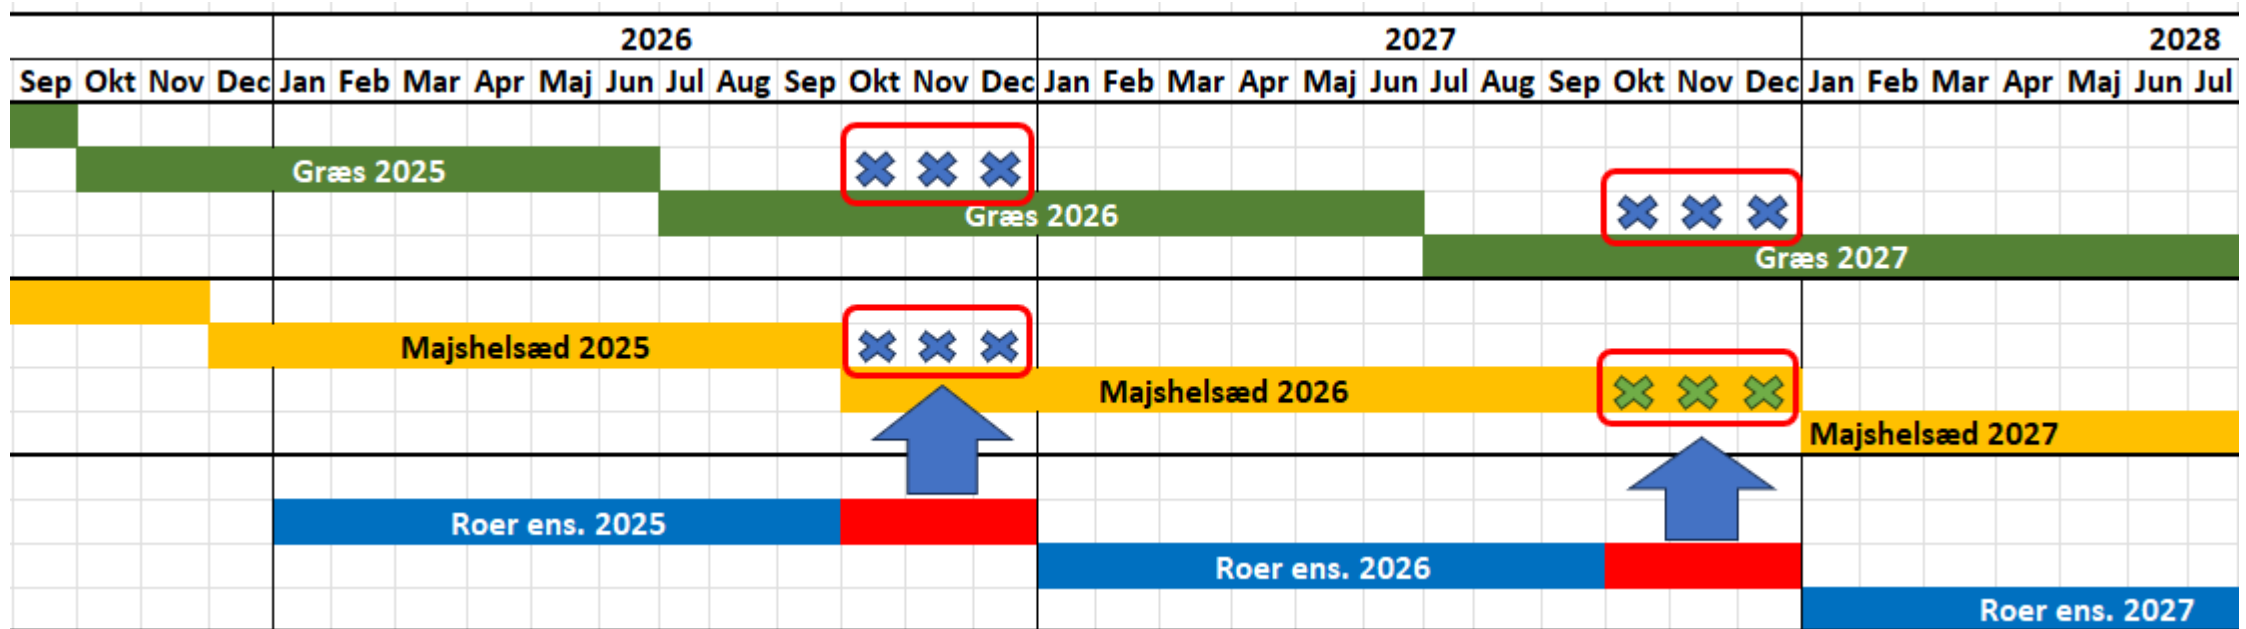 2026 2027 2028
Sep Okt Nov Dec Jan Feb Mar Apr Maj Jun Jul Aug Sep Okt Nov Dec Jan Feb Mar Apr Maj Jun Jul Aug Sep Okt Nov Dec Jan Feb Mar Apr Maj Jun Jul
Græs 2025
Græs 2026
Græs 2027
Majshelsæd 2025
Majshelsæd 2026
Majshelsæd 2027
Roer ens. 2025
Roer ens. 2026
Roer ens. 2027